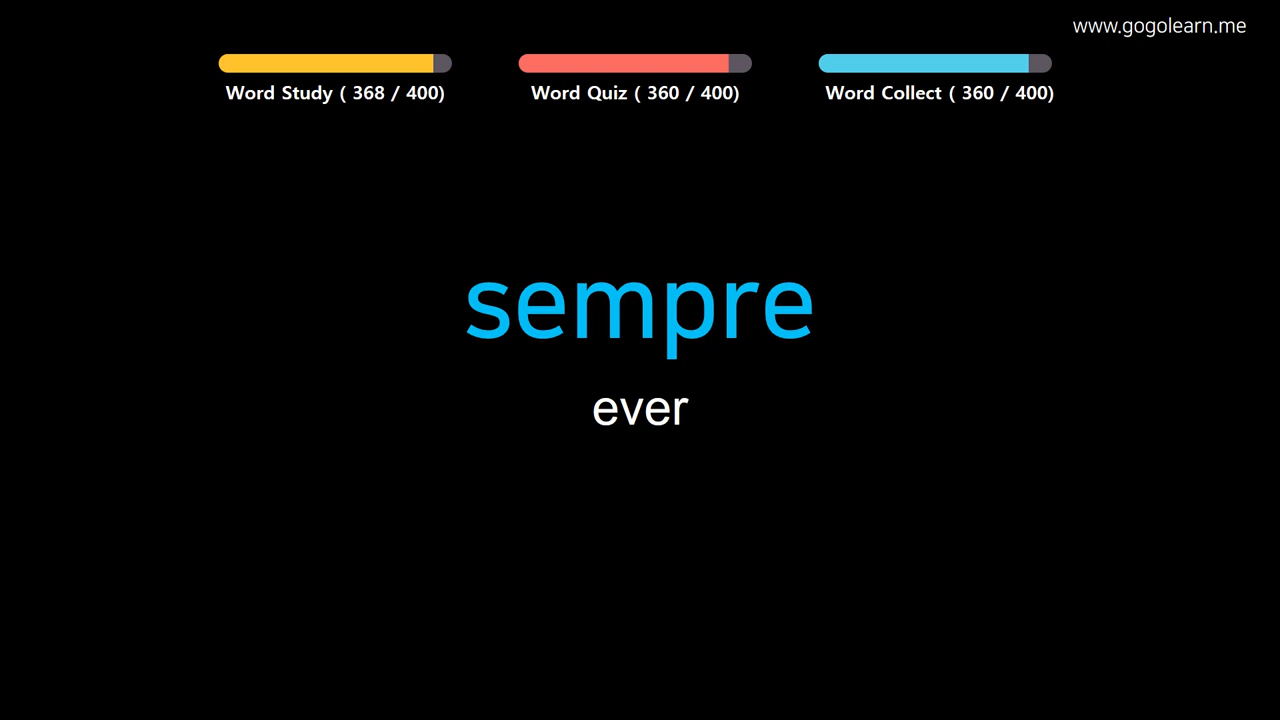 www.gogolearn.me
Word Study ( 368 / 400)
Word Quiz ( 360 / 400)
Word Collect ( 360 / 400)
sempre
ever